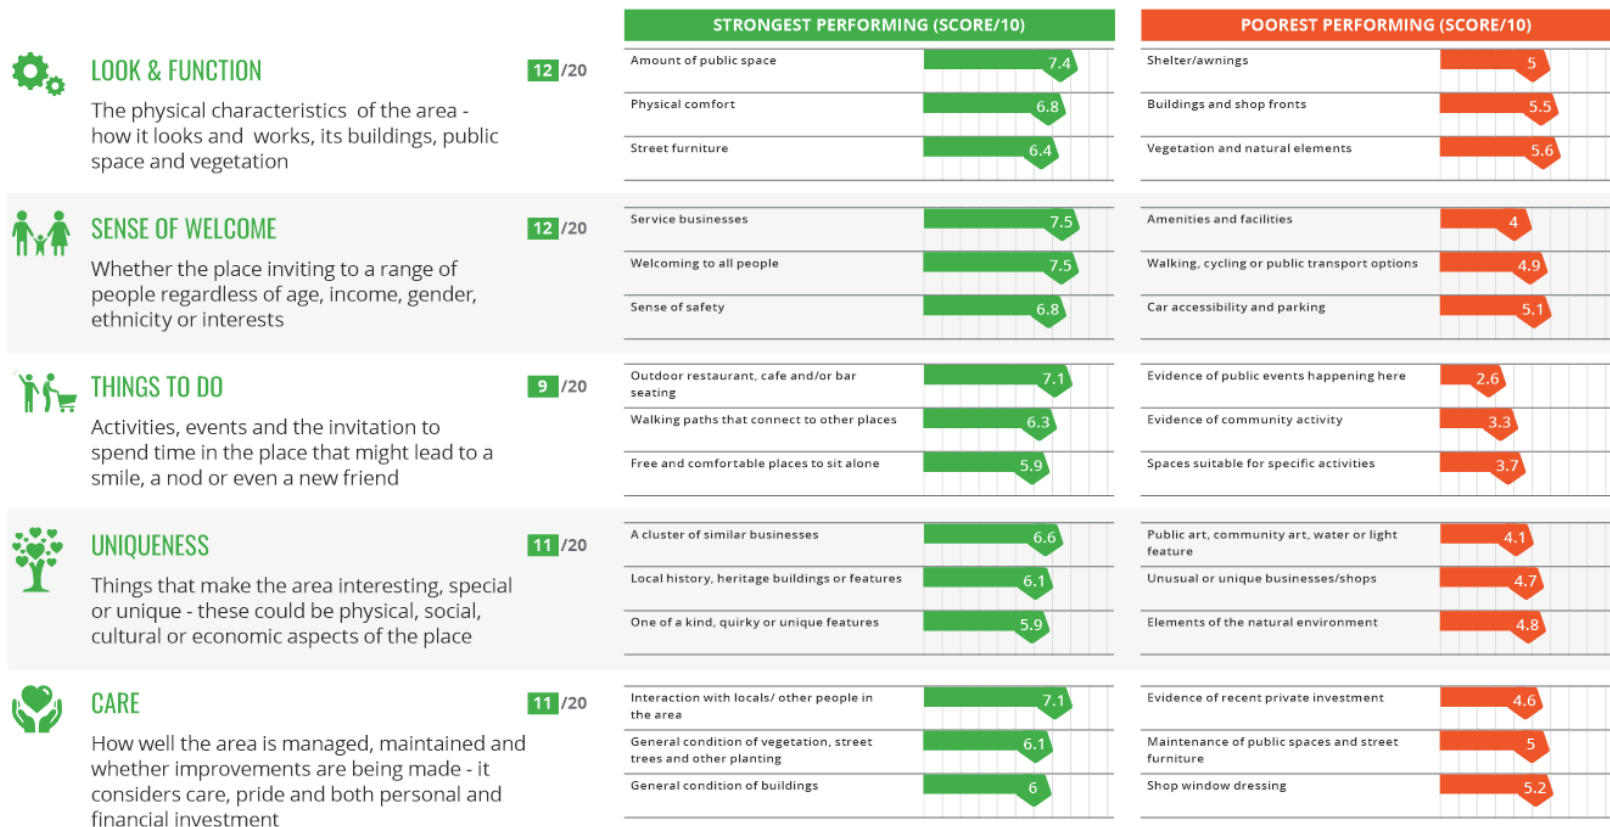 STRONGEST PERFORMING (SCORE/10)
POOREST PERFORMING (SCORE/10)
LOOK & FUNCTION
12 /20
The physical characteristics of the area -
how it looks and works, its buildings, public
space and vegetation
Amount of public space
7.4
Physical comfort
6.8
Street furniture
6.4
Shelter/awnings
5
Buildings and shop fronts
5.5
Vegetation and natural elements
5.6
SENSE OF WELCOME
12 /20
Whether the place inviting to a range of
people regardless of age, income, gender,
ethnicity or interests
Service businesses
7.5
Welcoming to all people
7.5
Sense of safety
6.8
Amenities and facilities
4
Walking, cycling or public transport options
4.9
Car accessibility and parking
5.1
THINGS TO DO
9 /20
Activities, events and the invitation to
spend time in the place that might lead to a
smile, a nod or even a new friend
Outdoor restaurant, cafe and/or bar
seating
7.1
Walking paths that connect to other places
6.3
Free and comfortable places to sit alone
5.9
Evidence of public events happening here
2.6
Evidence of community activity
3.3
Spaces suitable for specific activities
3.7
UNIQUENESS
11 /20
Things that make the area interesting, special
or unique - these could be physical, social,
cultural or economic aspects of the place
A cluster of similar businesses
6.6
Local history, heritage buildings or features
6.1
One of a kind, quirky or unique features
5.9
Public art, community art, water or light
feature
4.1
Unusual or unique businesses/shops
4.7
Elements of the natural environment
4.8
CARE
11 /20
How well the area is managed, maintained and
whether improvements are being made - it
considers care, pride and both personal and
financial investment
Interaction with locals/ other people in
the area
7.1
General condition of vegetation, street
trees and other planting
6.1
General condition of buildings
6
Evidence of recent private investment
4.6
Maintenance of public spaces and street
furniture
5
Shop window dressing
5.2